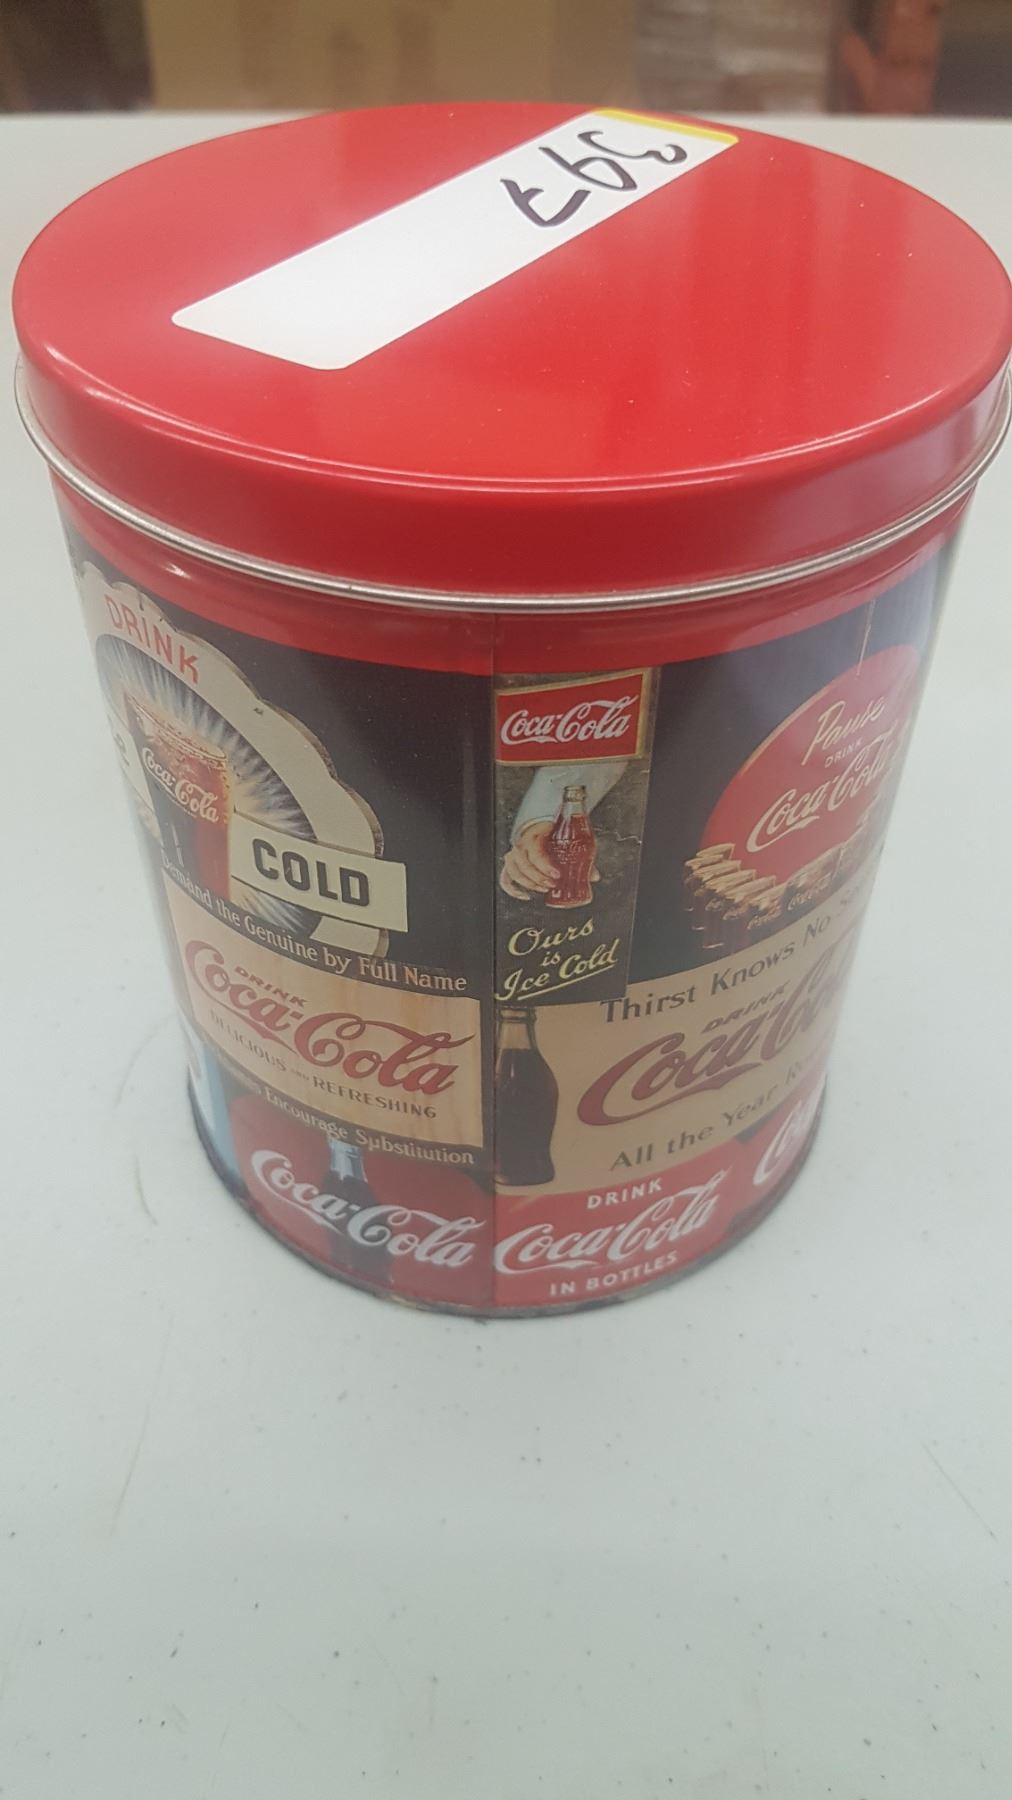 397
DRINK
Coca-Cola
COLD
Demand the Genuine by Full Name
DRINK
Coca-Cola
DELICIOUS AND REFRESHING
Encourage Substitution
Coca-Cola
Coca-Cola
Ours
is
Ice Cold
Pause
DRINK
Coca-Cola
Thirst Knows No
DRINK
Coca-Cola
All the Year
DRINK
Coca-Cola
IN BOTTLES